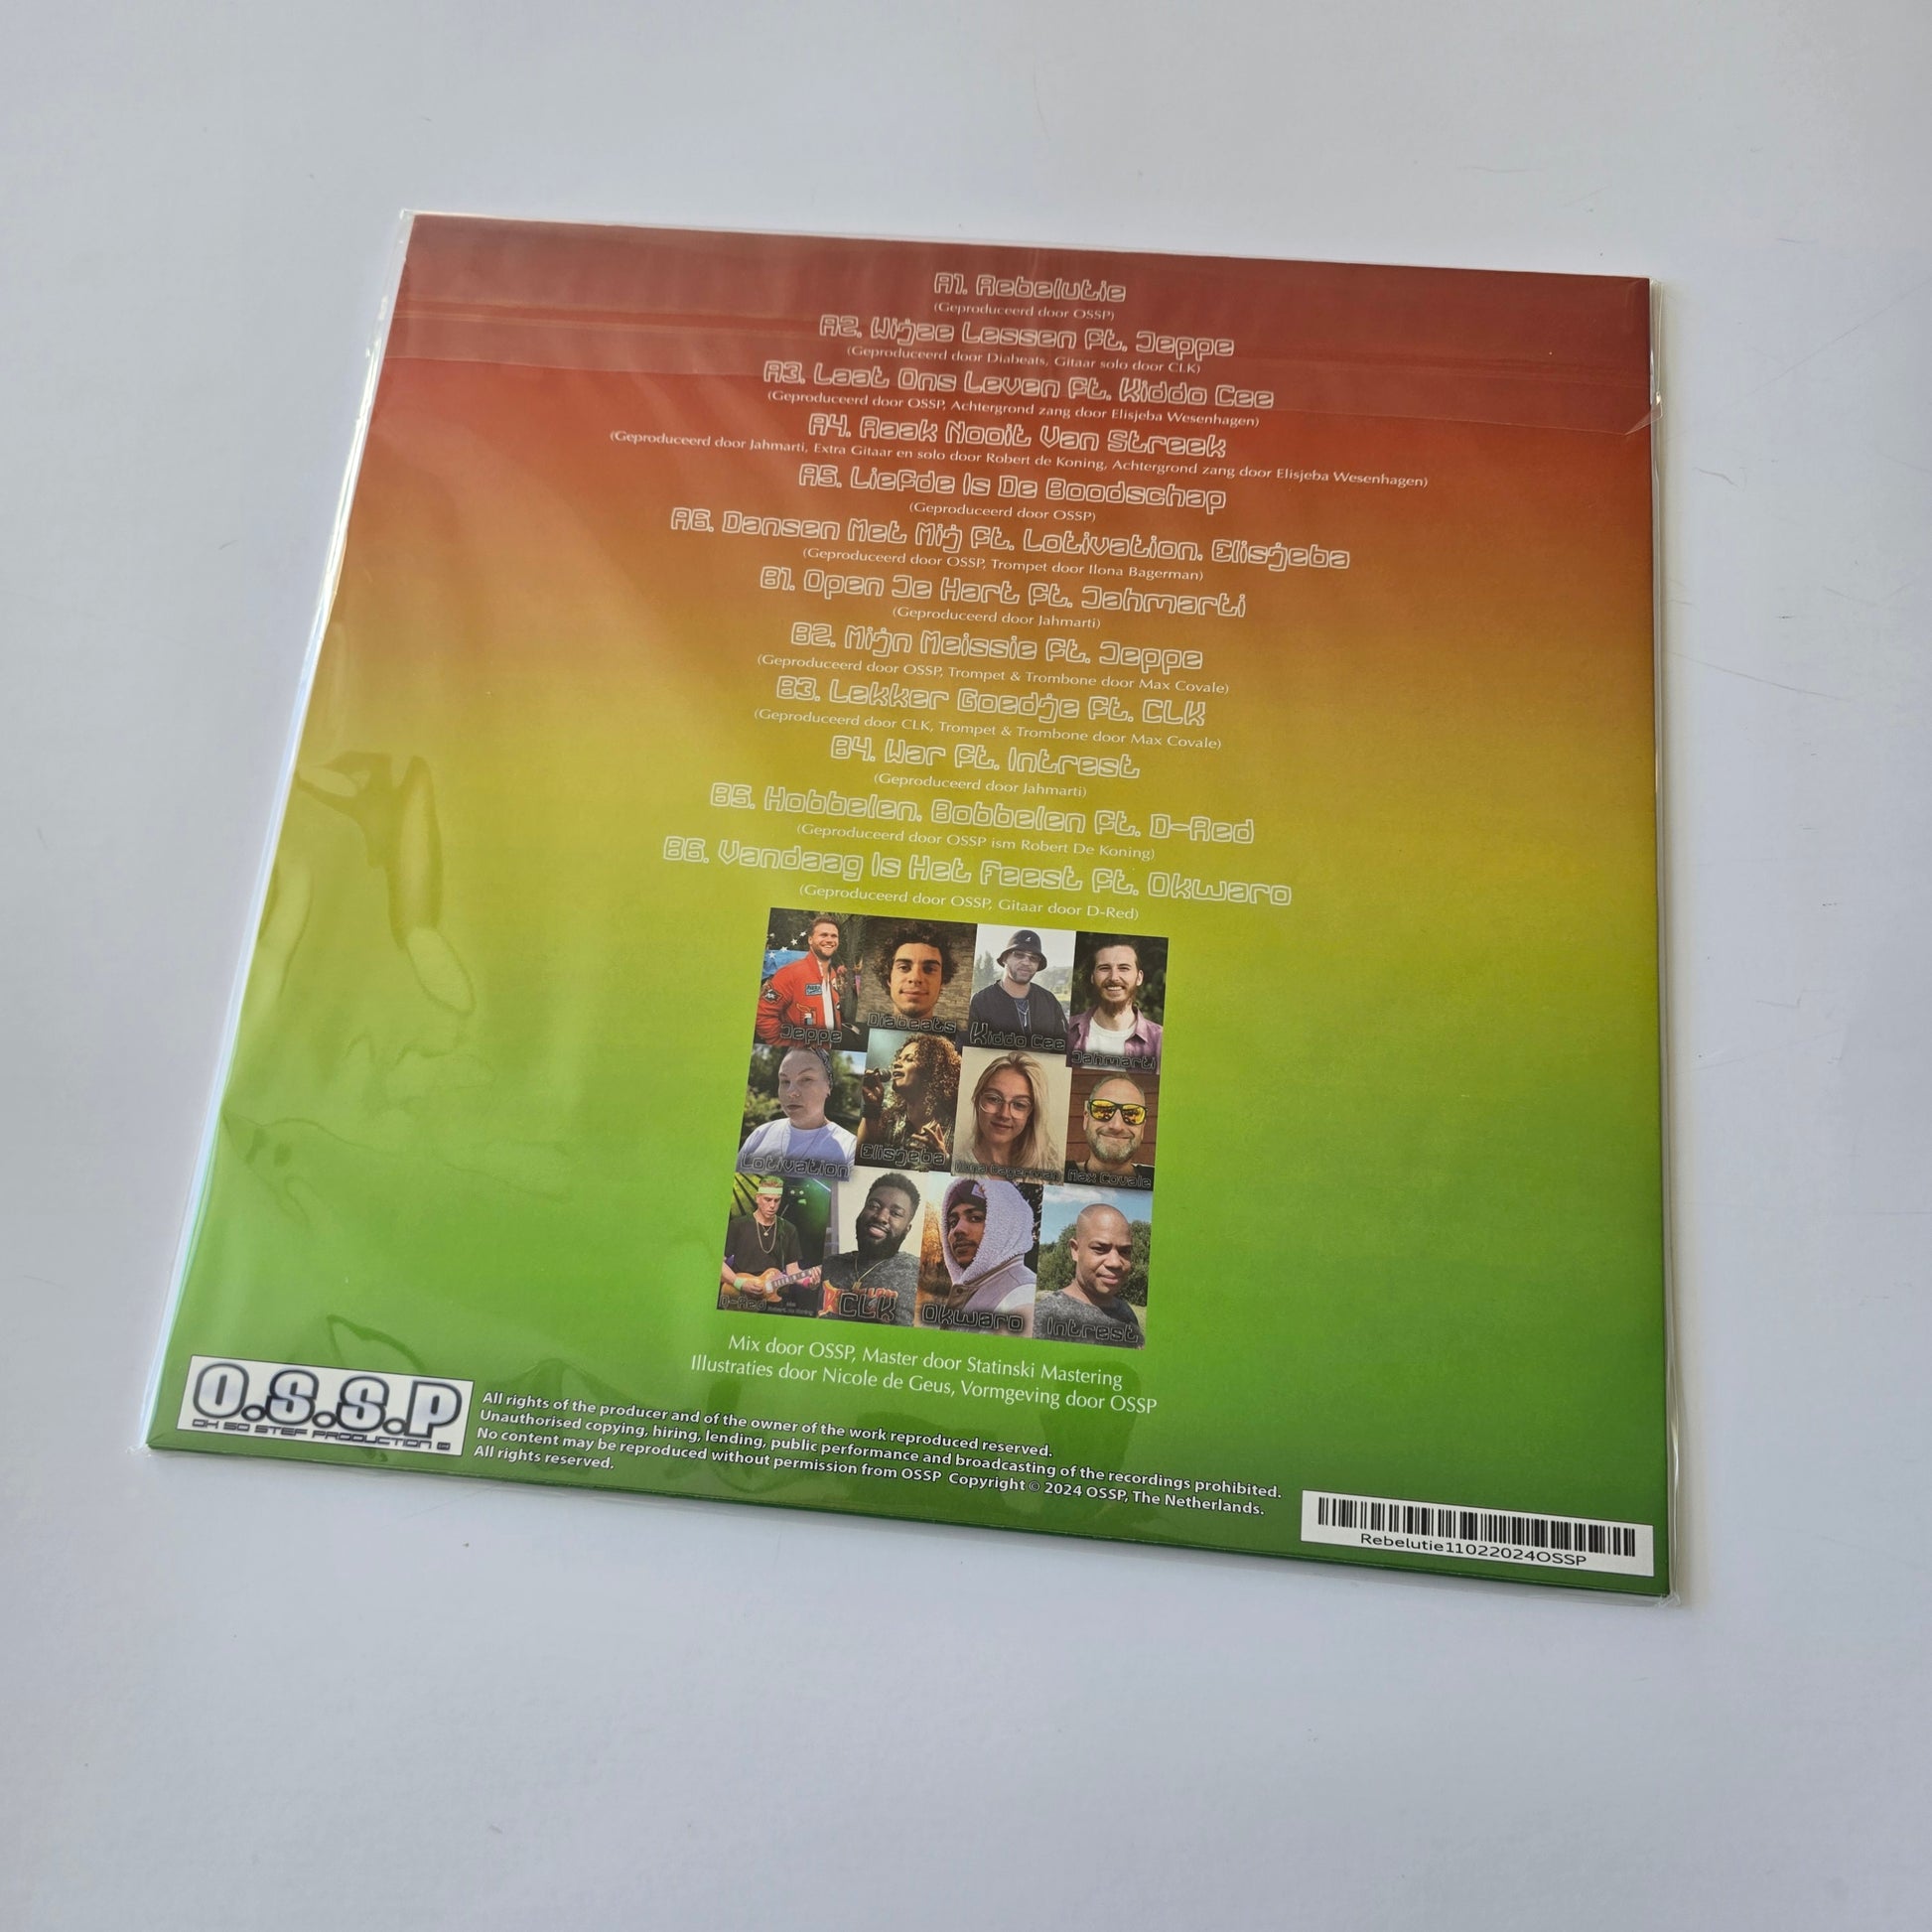 A1. Rebelutie
(Geproduceerd door OSSP)
A2. Wijze Lessen Ft. Jeppe
(Geproduceerd door Diabeats, Gitaar solo door CLK)
A3. Laat Ons Leven Ft. Kiddo Cee
(Geproduceerd door OSSP, Achtergrond zang door Elisjeba Wesenhagen)
A4. Raak Nooit Van Streek
(Geproduceerd door Jahmarti, Extra Gitaar en solo door Robert de Koning, Achtergrond zang door Elisjeba Wesenhagen)
A5. Liefde Is De Boodschap
(Geproduceerd door OSSP)
A6. Dansen Met Mij Ft. Lotivation. Elisjeba
(Geproduceerd door OSSP, Trompet door Ilona Bagerman)
B1. Open Je Hart Ft. Jahmarti
(Geproduceerd door Jahmarti)
B2. Mijn Meissie Ft. Jeppe
(Geproduceerd door OSSP, Trompet & Trombone door Max Covale)
B3. Lekker Goedje Ft. CLK
(Geproduceerd door CLK, Trompet & Trombone door Max Covale)
B4. War Ft. Intrest
(Geproduceerd door Jahmarti)
B5. Hobbelen. Bobbelen Ft. D-Red
(Geproduceerd door OSSP ism Robert De Koning)
B6. Vandaag Is Het Feest Ft. Okwaro
(Geproduceerd door OSSP, Gitaar door D-Red)
Jeppe Diabeats Kiddo Cee Jahmarti
Lotivation Elisjeba Ilona Bagerman Max Covale
D-Red aka Robert de Koning CLK Okwaro Intrest
Mix door OSSP, Master door Statinski Mastering
Illustraties door Nicole de Geus, Vormgeving door OSSP
O.S.S.P
OH SO STEF PRODUCTION ®
All rights of the producer and of the owner of the work reproduced reserved.
Unauthorised copying, hiring, lending, public performance and broadcasting of the recordings prohibited.
No content may be reproduced without permission from OSSP Copyright © 2024 OSSP, The Netherlands.
All rights reserved.
Rebelutie11022024OSSP